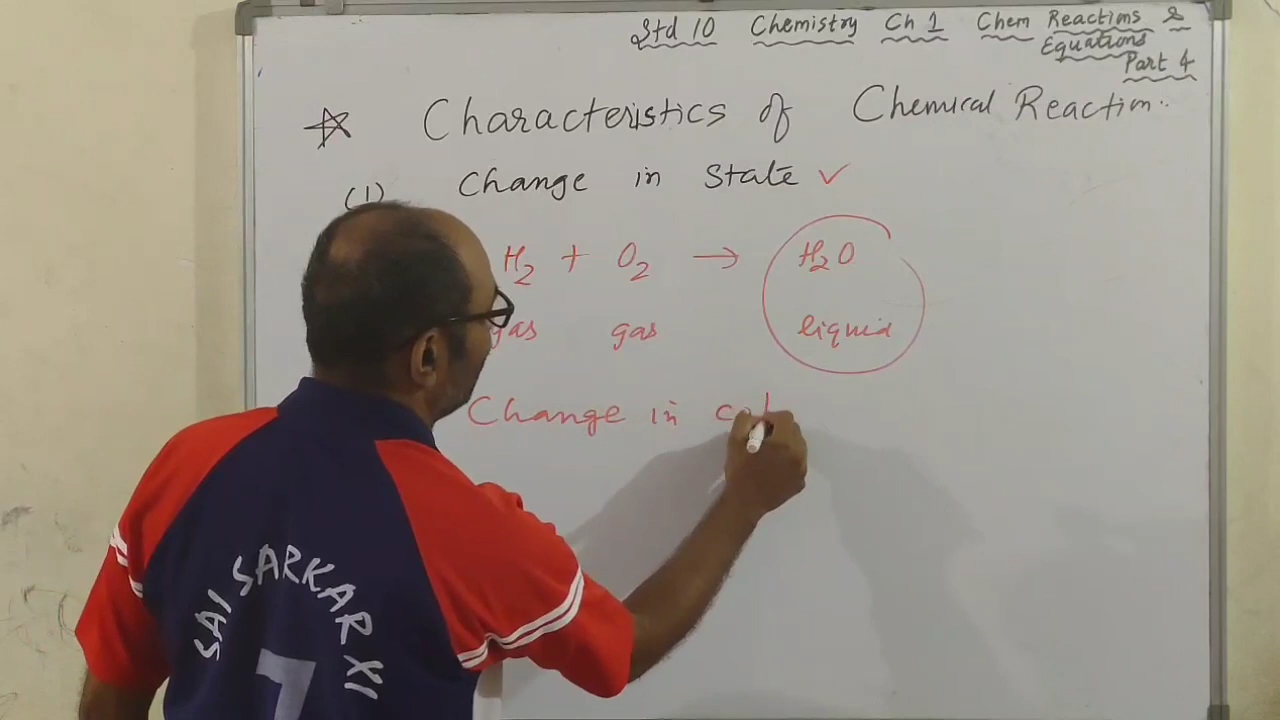 Std 10 Chemistry Ch 1 Chem Reactions &
Equations
Part 4
Characteristics of Chemical Reaction.
(1) Change in State ✓
H2 + O2 → H2O
gas gas liquid
Change in col
SAI SARKAR XI
7